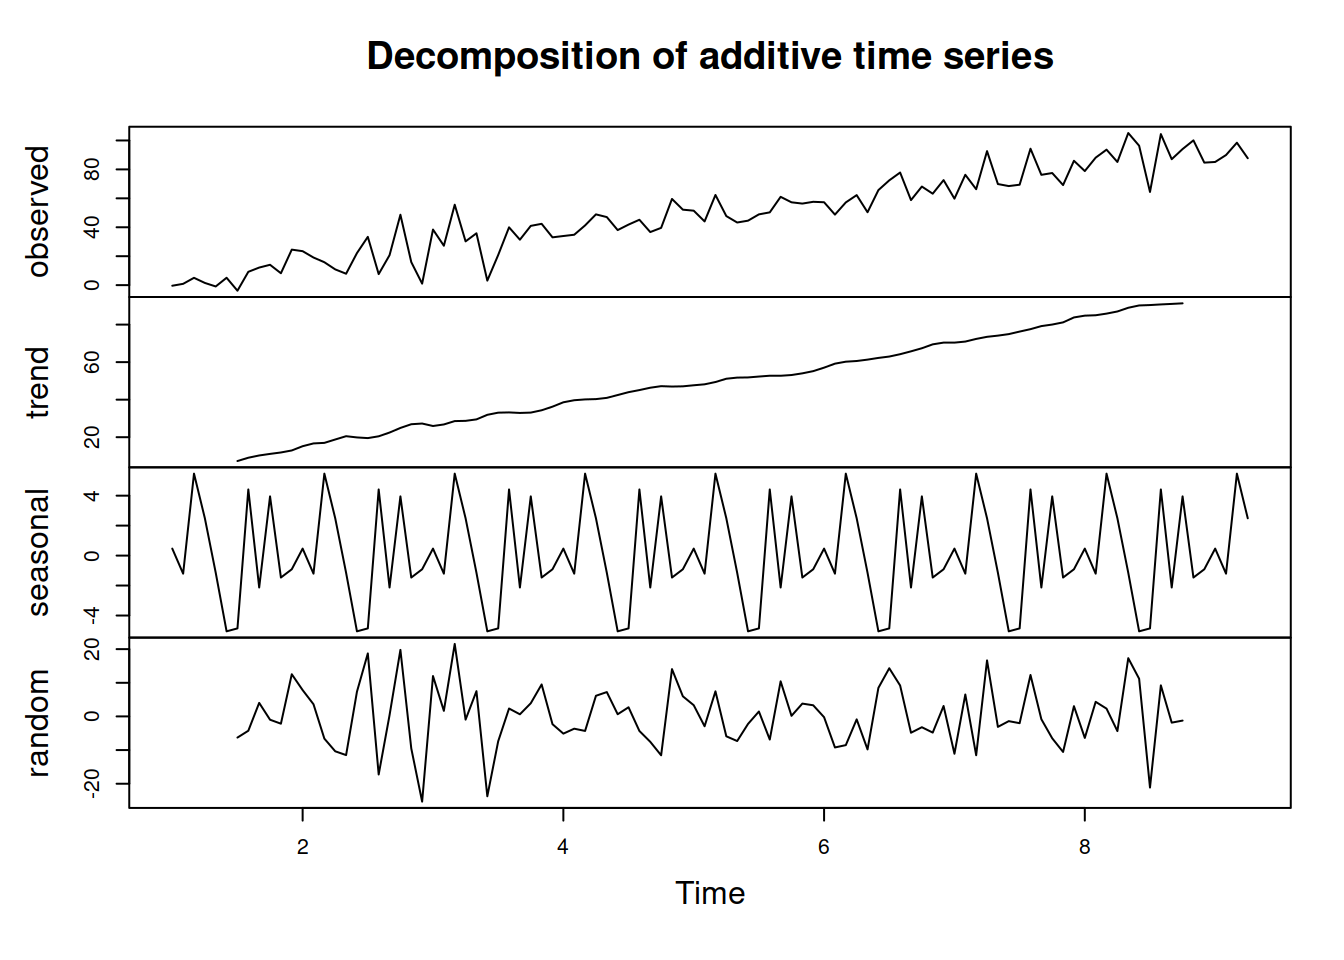 Decomposition of additive time series
observed
0 40 80
trend
20 60
seasonal
-4 0 4
random
-20 0 20
2 4 6 8
Time